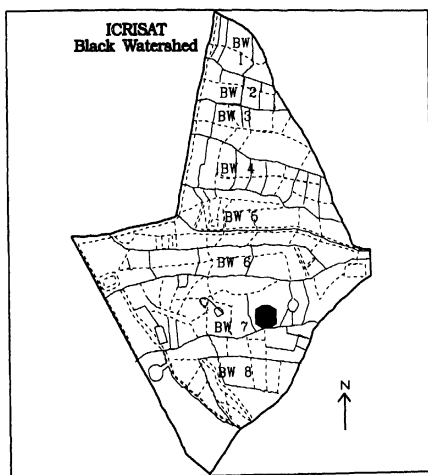 ICRISAT
Black Watershed
BW
1
BW 2
BW 3
BW 4
BW 5
BW 6
BW 7
BW 8
N